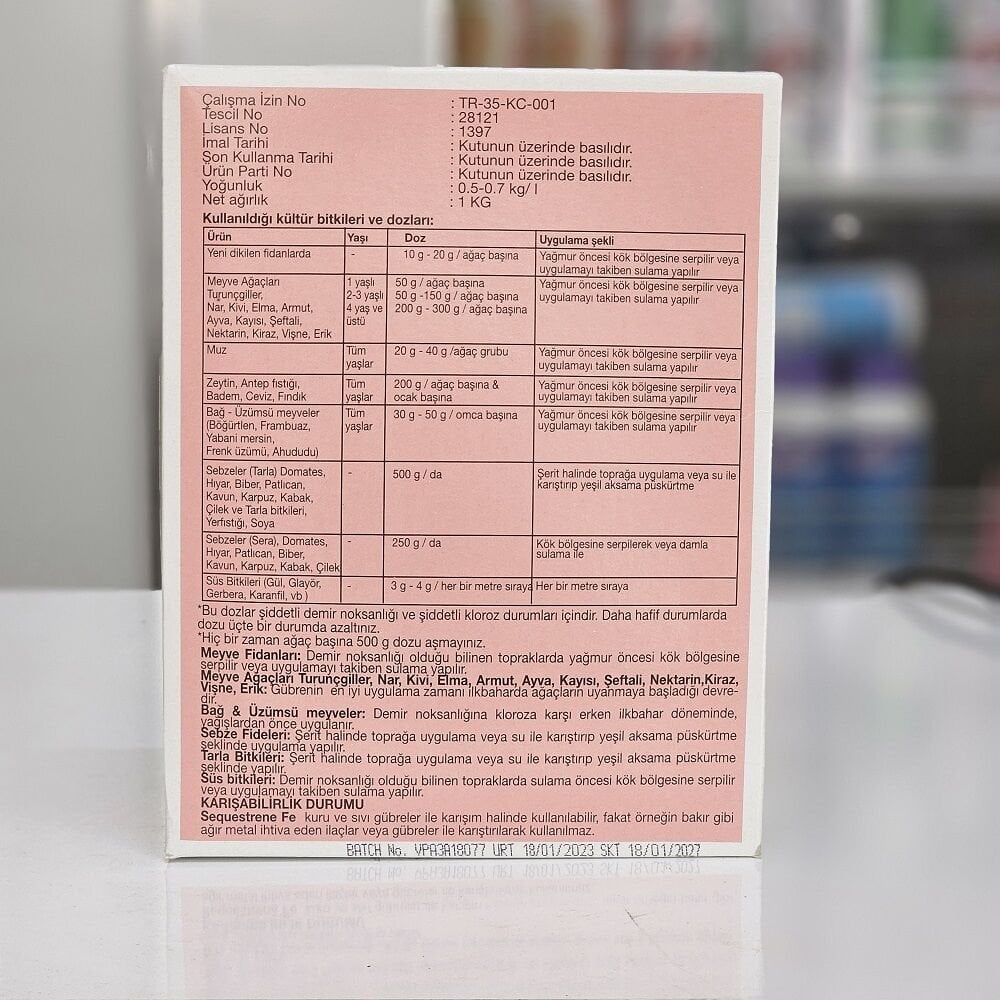 Çalışma İzin No : TR-35-KC-001
Tescil No : 28121
Lisans No : 1397
İmal Tarihi : Kutunun üzerinde basılıdır.
Son Kullanma Tarihi : Kutunun üzerinde basılıdır.
Ürün Parti No : Kutunun üzerinde basılıdır.
Yoğunluk : 0.5-0.7 kg/ l
Net ağırlık : 1 KG
Kullanıldığı kültür bitkileri ve dozları:
Ürün Yaşı Doz Uygulama şekli
Yeni dikilen fidanlarda - 10 g - 20 g / ağaç başına Yağmur öncesi kök bölgesine serpilir veya
uygulamayı takiben sulama yapılır
Meyve Ağaçları 1 yaşlı 50 g / ağaç başına Yağmur öncesi kök bölgesine serpilir veya
Turunçgiller, 2-3 yaşlı 50 g -150 g / ağaç başına uygulamayı takiben sulama yapılır
Nar, Kivi, Elma, Armut, 4 yaş ve 200 g - 300 g / ağaç başına
Ayva, Kayısı, Şeftali, üstü
Nektarin, Kiraz, Vişne, Erik
Muz Tüm 20 g - 40 g /ağaç grubu Yağmur öncesi kök bölgesine serpilir veya
yaşlar uygulamayı takiben sulama yapılır
Zeytin, Antep fıstığı, Tüm 200 g / ağaç başına & Yağmur öncesi kök bölgesine serpilir veya
Badem, Ceviz, Fındık yaşlar ocak başına uygulamayı takiben sulama yapılır
Bağ - Üzümsü meyveler Tüm 30 g - 50 g / omca başına Yağmur öncesi kök bölgesine serpilir veya
(Böğürtlen, Frambuaz, yaşlar uygulamayı takiben sulama yapılır
Yabani mersin,
Frenk üzümü, Ahududu)
Sebzeler (Tarla) Domates, - 500 g / da Şerit halinde toprağa uygulama veya su ile
Hıyar, Biber, Patlıcan, karıştırıp yeşil aksama püskürtme
Kavun, Karpuz, Kabak,
Çilek ve Tarla bitkileri,
Yerfıstığı, Soya
Sebzeler (Sera), Domates, - 250 g / da Kök bölgesine serpilerek veya damla
Hıyar, Patlıcan, Biber, sulama ile
Kavun, Karpuz, Kabak, Çilek
Süs Bitkileri (Gül, Glayör, - 3 g - 4 g / her bir metre sıraya Her bir metre sıraya
Gerbera, Karanfil, vb )
*Bu dozlar şiddetli demir noksanlığı ve şiddetli kloroz durumları içindir. Daha hafif durumlarda
dozu üçte bir durumda azaltınız.
*Hiç bir zaman ağaç başına 500 g dozu aşmayınız.
Meyve Fidanları: Demir noksanlığı olduğu bilinen topraklarda yağmur öncesi kök bölgesine
serpilir veya uygulamayı takiben sulama yapılır.
Meyve Ağaçları Turunçgiller, Nar, Kivi, Elma, Armut, Ayva, Kayısı, Şeftali, Nektarin,Kiraz,
Vişne, Erik: Gübrenin en iyi uygulama zamanı ilkbaharda ağaçların uyanmaya başladığı devre-
dir.
Bağ & Üzümsü meyveler: Demir noksanlığına kloroza karşı erken ilkbahar döneminde,
yağışlardan önce uygulanır.
Sebze Fideleri: Şerit halinde toprağa uygulama veya su ile karıştırıp yeşil aksama püskürtme
şeklinde uygulama yapılır.
Tarla Bitkileri: Şerit halinde toprağa uygulama veya su ile karıştırıp yeşil aksama püskürtme
şeklinde yapılır.
Süs bitkileri: Demir noksanlığı olduğu bilinen topraklarda sulama öncesi kök bölgesine serpilir
veya uygulamayı takiben sulama yapılır.
KARIŞABİLİRLİK DURUMU
Sequestrene Fe kuru ve sıvı gübreler ile karışım halinde kullanılabilir, fakat örneğin bakır gibi
ağır metal ihtiva eden ilaçlar veya gübreler ile karıştırılarak kullanılmaz.
BATCH No. VPA3A18077 URT 18/01/2023 SKT 18/01/2027